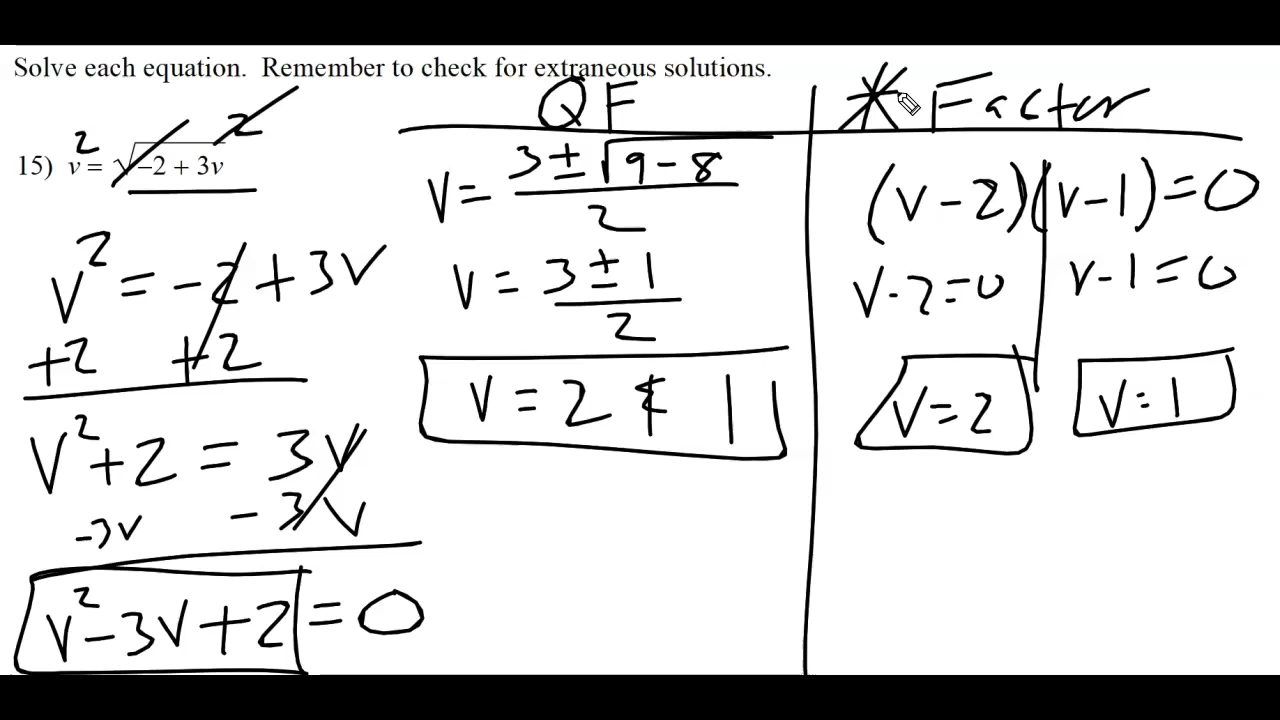 Solve each equation. Remember to check for extraneous solutions.
15) v² = √−2 + 3v ²
v² = -2 + 3v
+2 +2
v² + 2 = 3v
-3v - 3v
v² - 3v + 2 = 0
QF
v = 3 ± √9 - 8 / 2
v = 3 ± 1 / 2
v = 2 & 1
* Factor
(v - 2)(v - 1) = 0
v - 2 = 0 v - 1 = 0
v = 2 v = 1